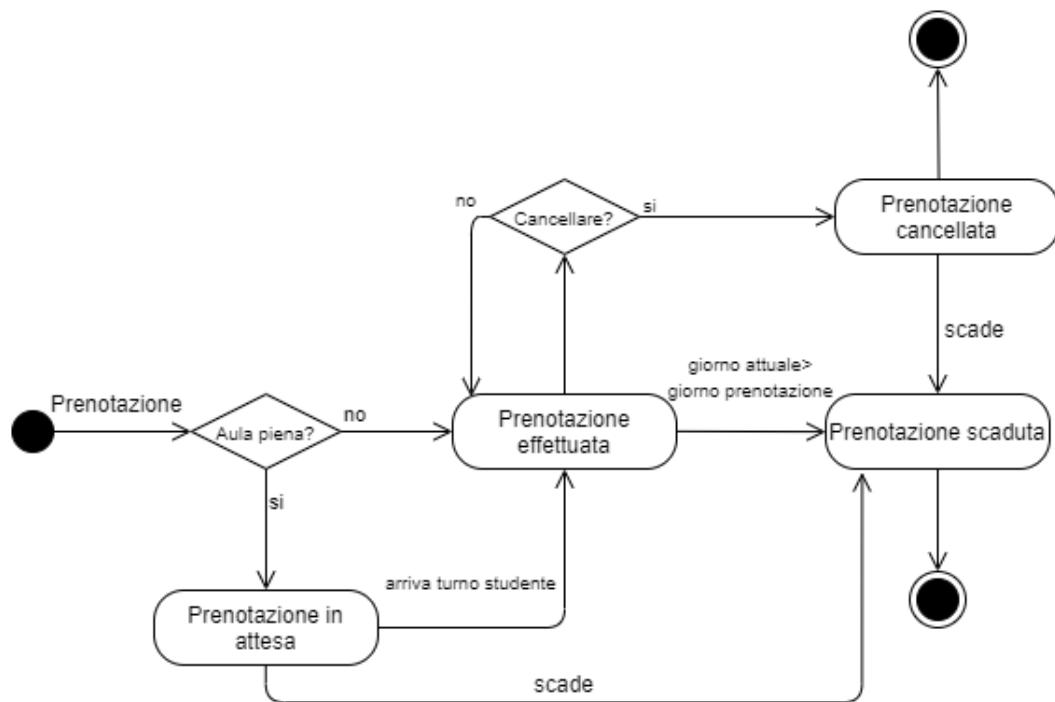 no
Cancellare?
si
Prenotazione
cancellata
scade
giorno attuale>
giorno prenotazione
Prenotazione
Aula piena?
no
Prenotazione
effettuata
Prenotazione scaduta
si
arriva turno studente
Prenotazione in
attesa
scade